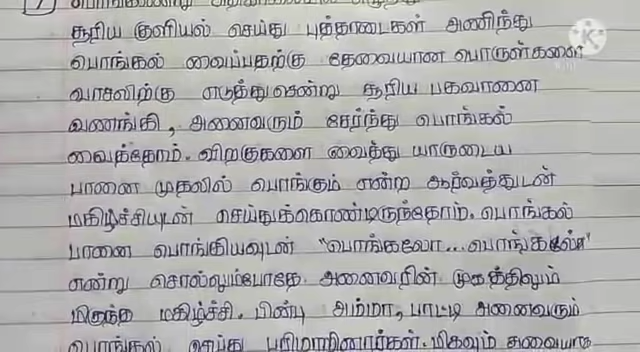 சூரிய குளியல் செய்து புத்தாடைகள் அணிந்து
பொங்கல் வைப்பதற்கு தேவையான பொருள்களை
வாசலிற்கு எடுத்துசென்று சூரிய பகவானை
வணங்கி, அனைவரும் சேர்ந்து பொங்கல்
வைத்தோம். விறகுகளை வைத்து யாருடைய
பானை முதலில் பொங்கும் என்ற ஆர்வத்துடன்
மகிழ்ச்சியுடன் செய்துக்கொண்டிருந்தோம். பொங்கல்
பானை பொங்கியவுடன் "பொங்கலோ... பொங்கலோ"
என்று சொல்லும்போதே அனைவரின் முகத்திலும்
மிகுந்த மகிழ்ச்சி. பின்பு அம்மா, பாட்டி அனைவரும்
பொங்கல் செய்து பரிமாறினார்கள். மிகவும் சுவையாக